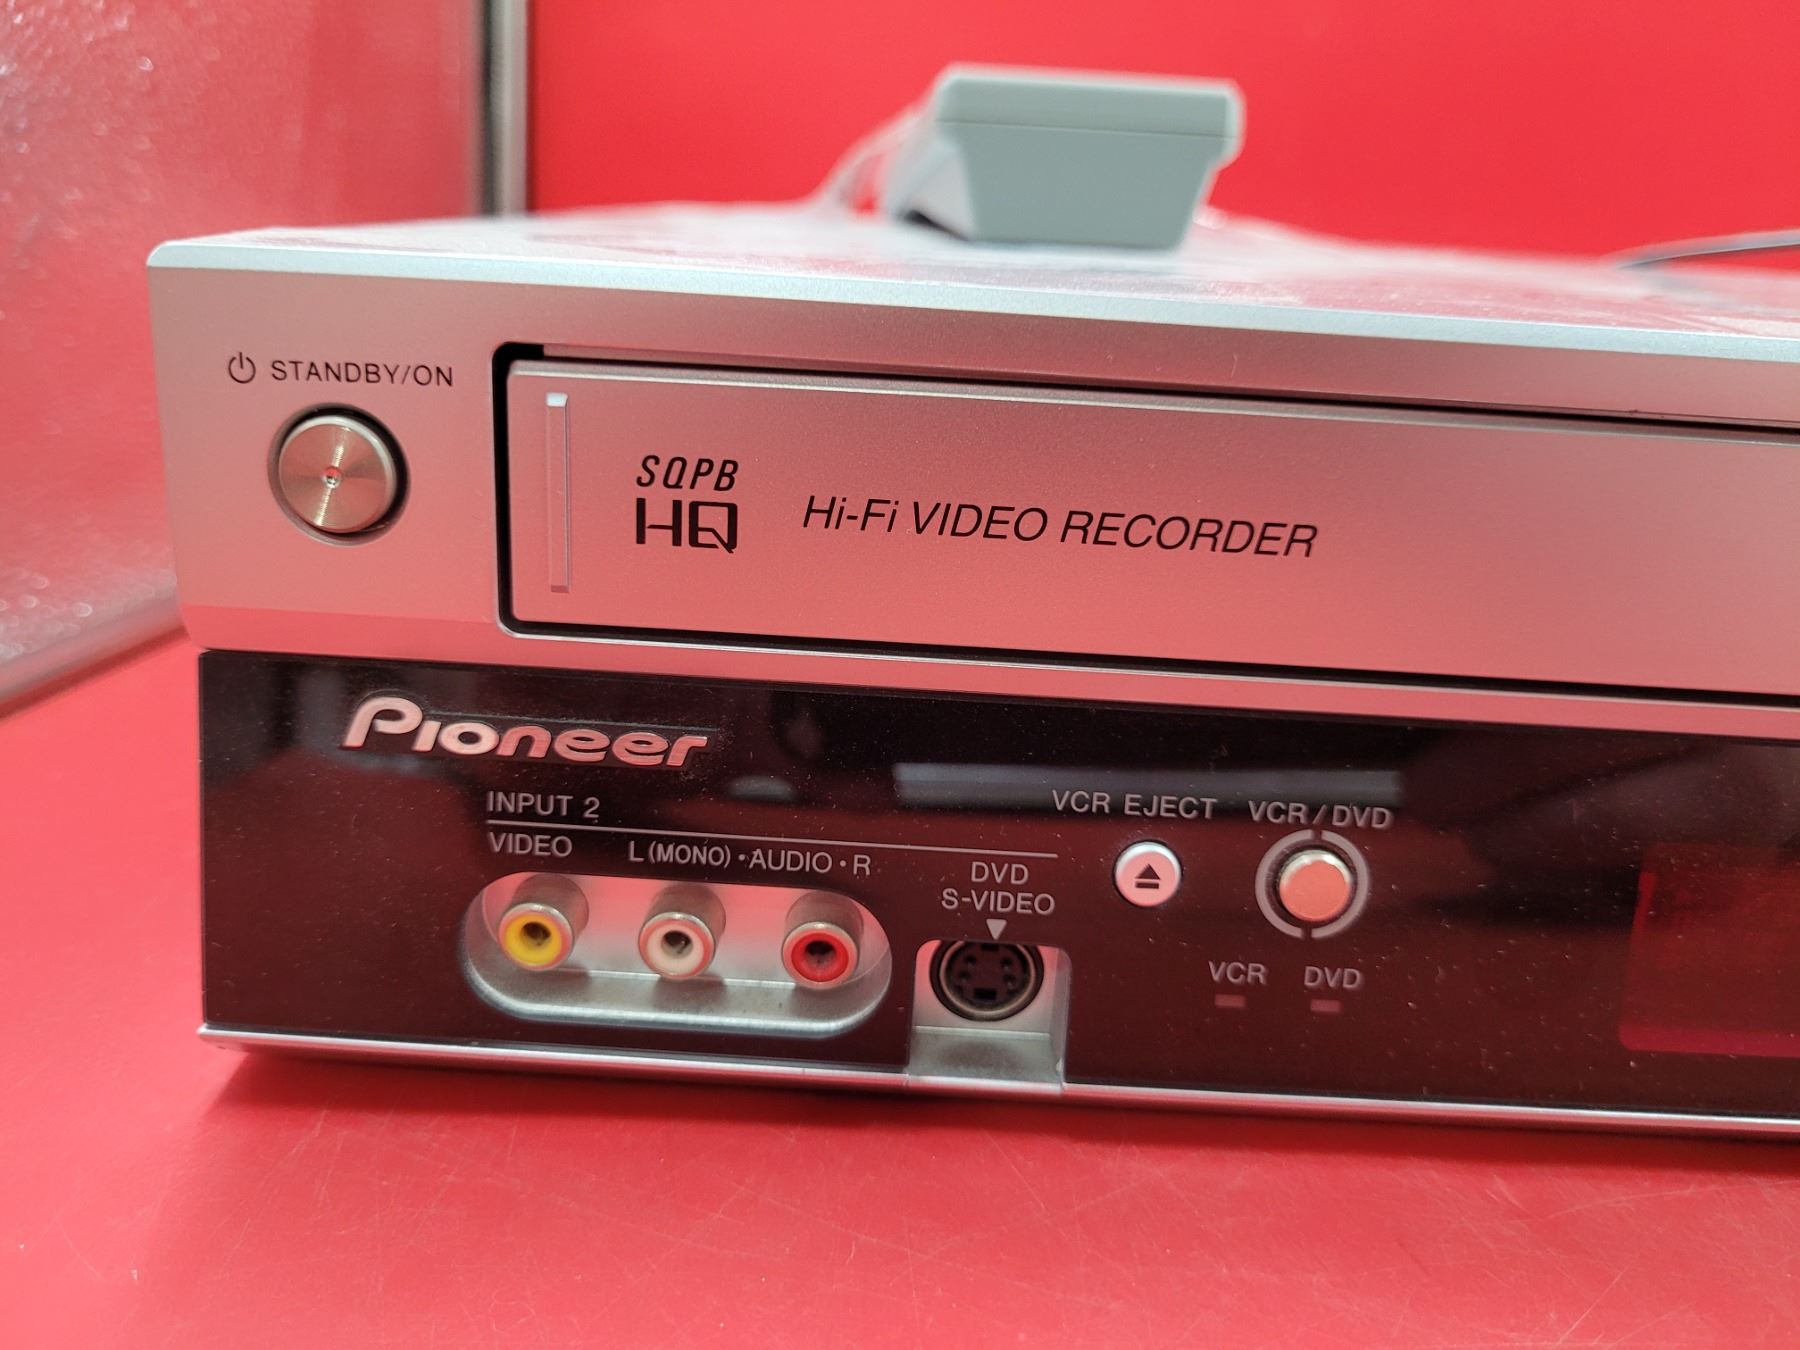 STANDBY/ON
SQPB
HQ
Hi-Fi VIDEO RECORDER
Pioneer
INPUT 2
VIDEO L (MONO) • AUDIO • R
DVD
S-VIDEO
VCR EJECT
VCR / DVD
VCR DVD